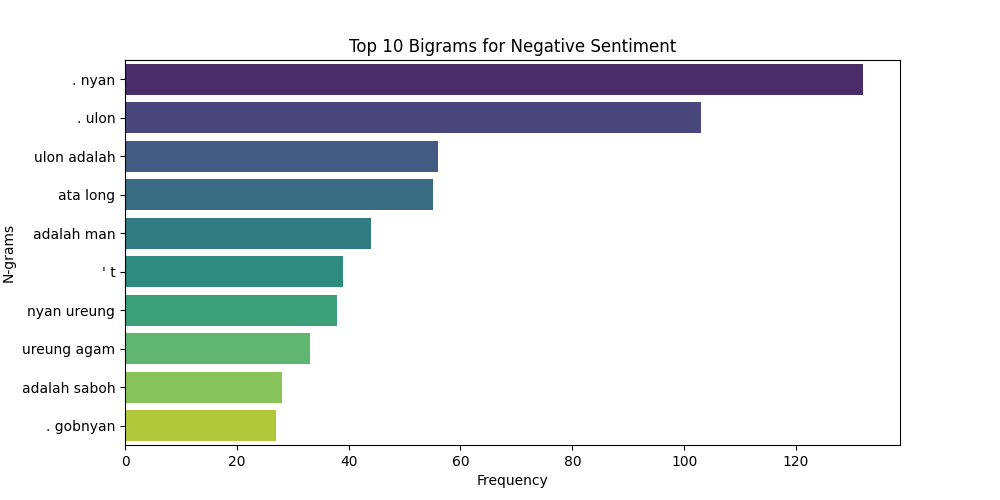 Top 10 Bigrams for Negative Sentiment
N-grams
. nyan
. ulon
ulon adalah
ata long
adalah man
' t
nyan ureung
ureung agam
adalah saboh
. gobnyan
0 20 40 60 80 100 120
Frequency